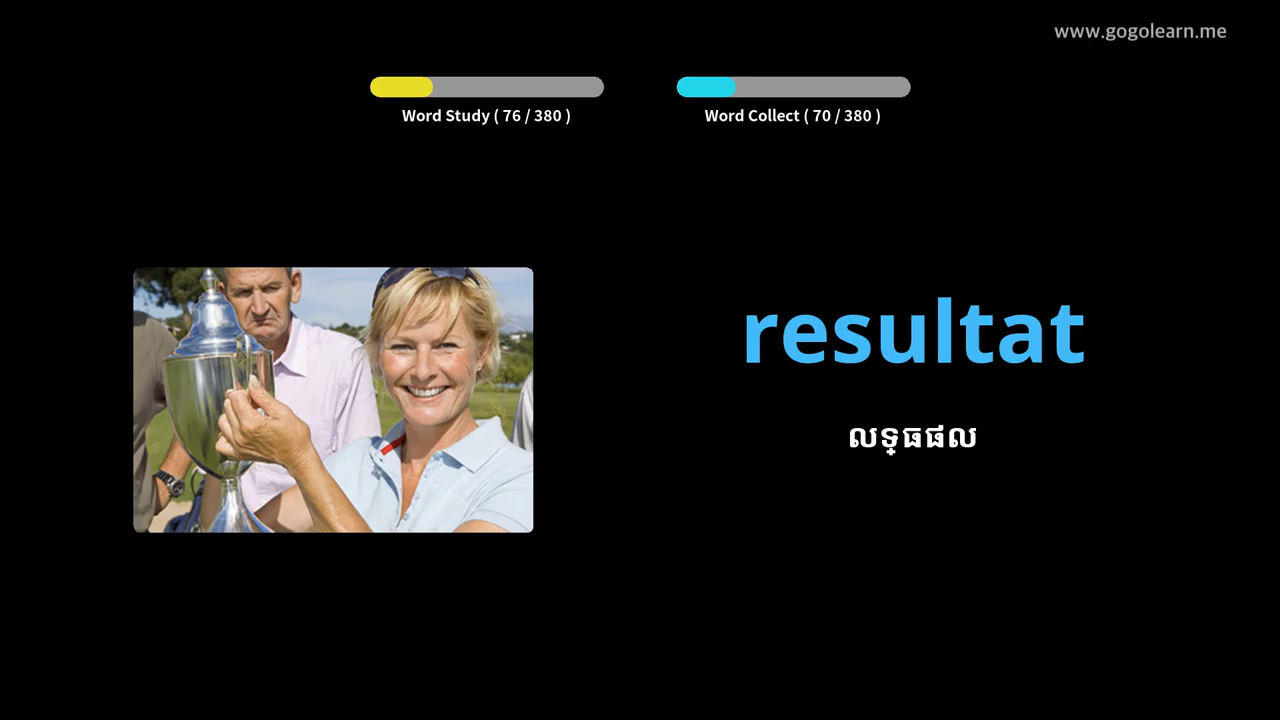 www.gogolearn.me
Word Study ( 76 / 380 )
Word Collect ( 70 / 380 )
resultat
លទ្ធផល